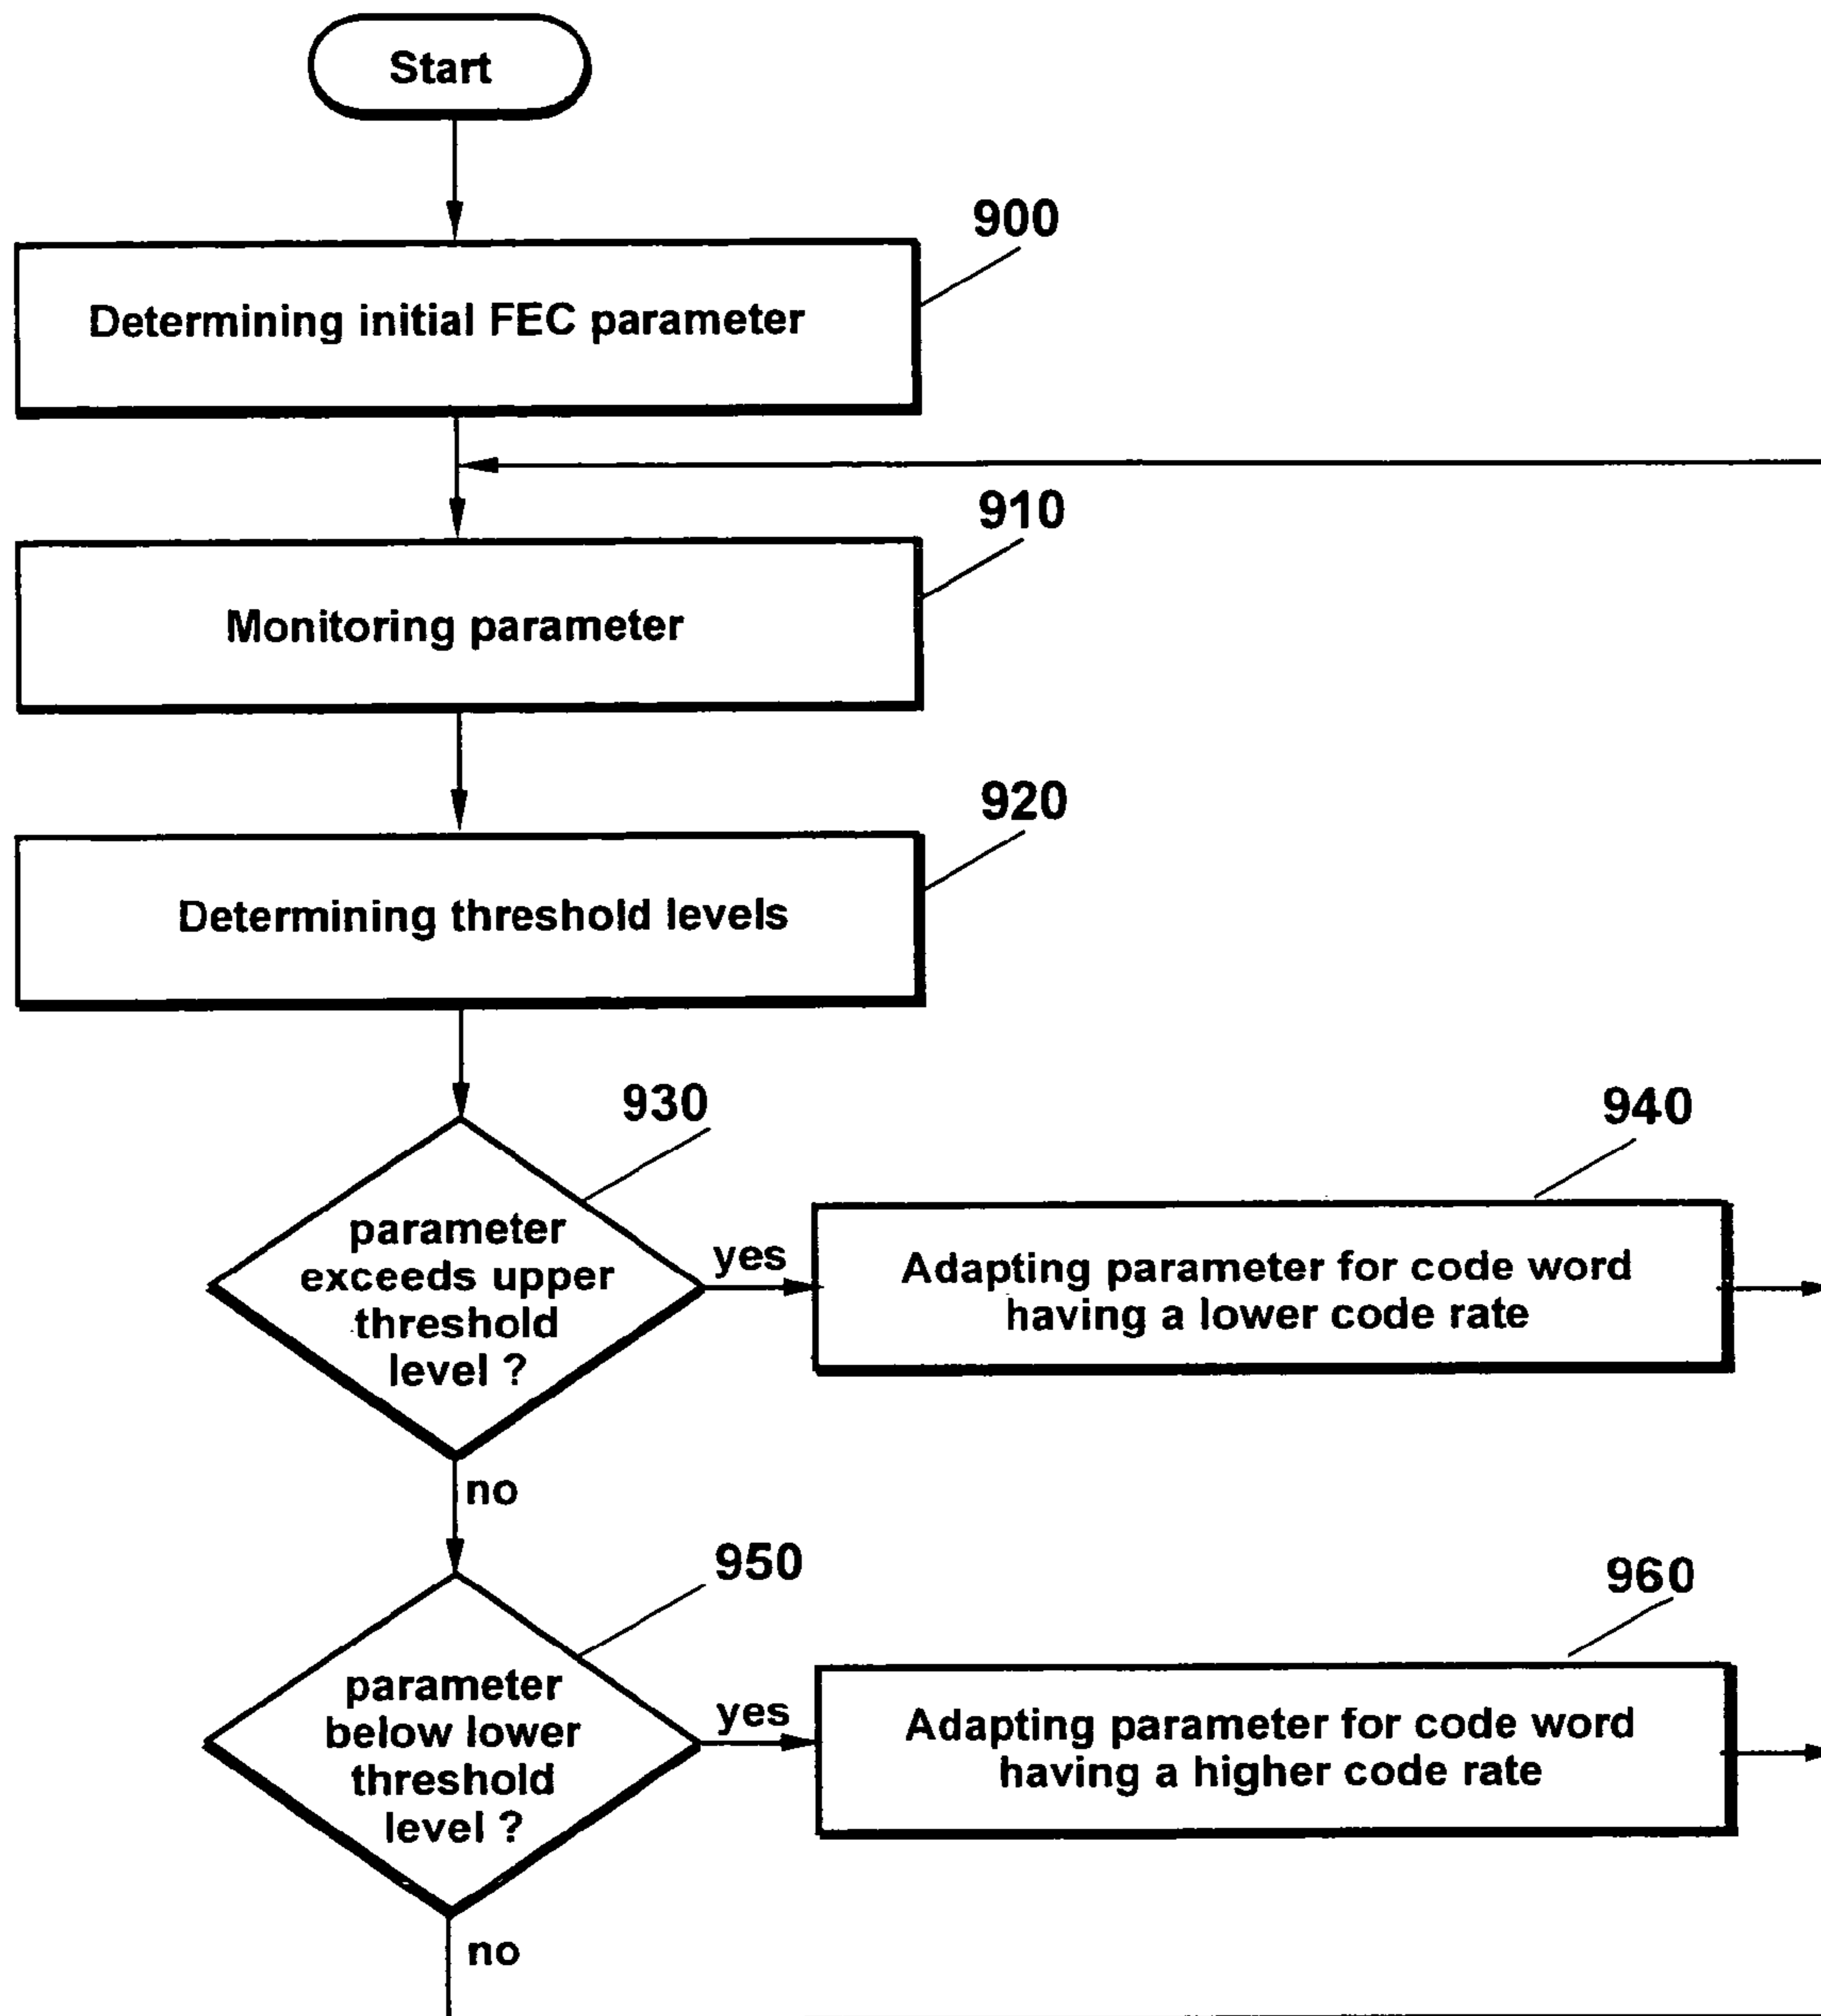 Start
900
Determining initial FEC parameter
910
Monitoring parameter
920
Determining threshold levels
930
parameter
exceeds upper
threshold
level ?
yes
940
Adapting parameter for code word
having a lower code rate
no
950
parameter
below lower
threshold
level ?
yes
960
Adapting parameter for code word
having a higher code rate
no